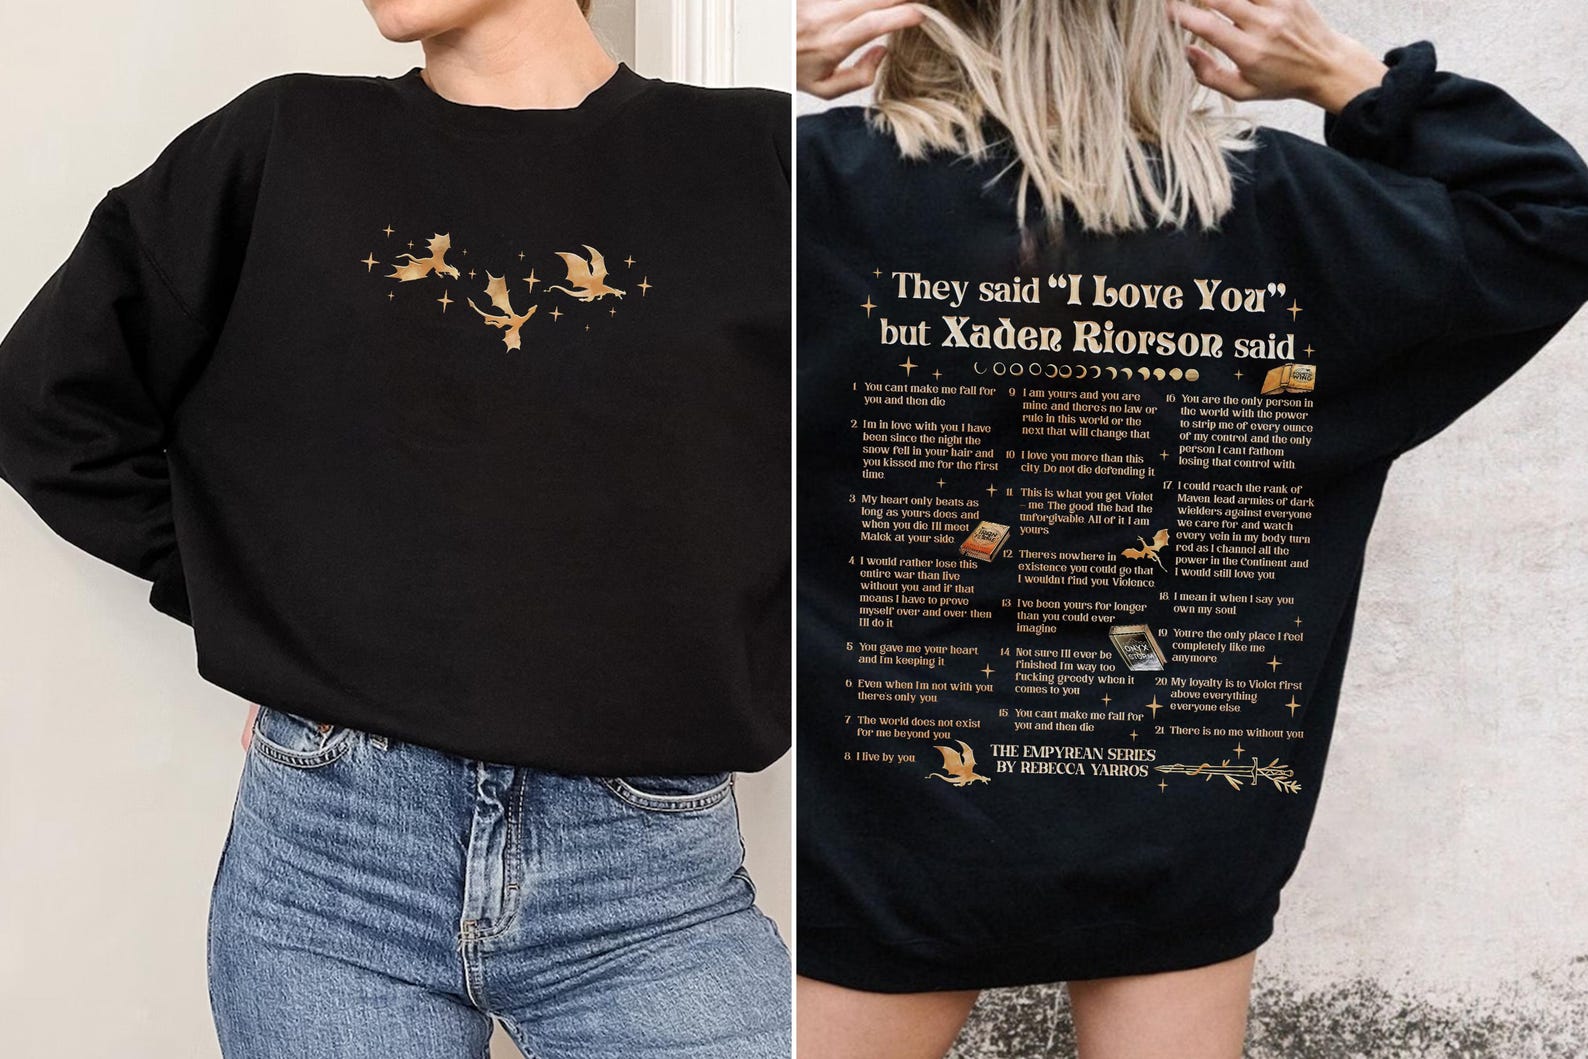 They said “I Love You”
but Xaden Riorson said
1 You cant make me fall for
you and then die
2 Im in love with you I have
been since the night the
snow fell in your hair and
you kissed me for the first
time.
3 My heart only beats as
long as yours does and
when you die I'll meet
Malek at your side.
4 I would rather lose this
entire war than live
without you and if that
means I have to prove
myself over and over then
I'll do it
5 You gave me your heart
and I'm keeping it
6 Even when I'm not with you
there's only you
7 The world does not exist
for me beyond you
8 I live by you
9 I am yours and you are
mine and there's no law or
rule in this world or the
next that will change that
10 I love you more than this
city. Do not die defending it
11 This is what you get Violet
– me. The good the bad the
unforgivable. All of it I am
yours
12 There's nowhere in
existence you could go that
I wouldn't find you Violence.
13 I've been yours for longer
than you could ever
imagine
14 Not sure I'll ever be
finished I'm way too
fucking greedy when it
comes to you
15 You cant make me fall for
you and then die
16 You are the only person in
the world with the power
to strip me of every ounce
of my control and the only
person I can't fathom
losing that control with
17 I could reach the rank of
Maven lead armies of dark
wielders against everyone
we care for and watch
every vein in my body turn
red as I channel all the
power in the Continent and
I would still love you
18 I mean it when I say you
own my soul
19 You're the only place I feel
completely like me
anymore.
20 My loyalty is to Violet first
above everything
everyone else.
21 There is no me without you
IRON
FLAME
ONYX
STORM
THE EMPYREAN SERIES
BY REBECCA YARROS